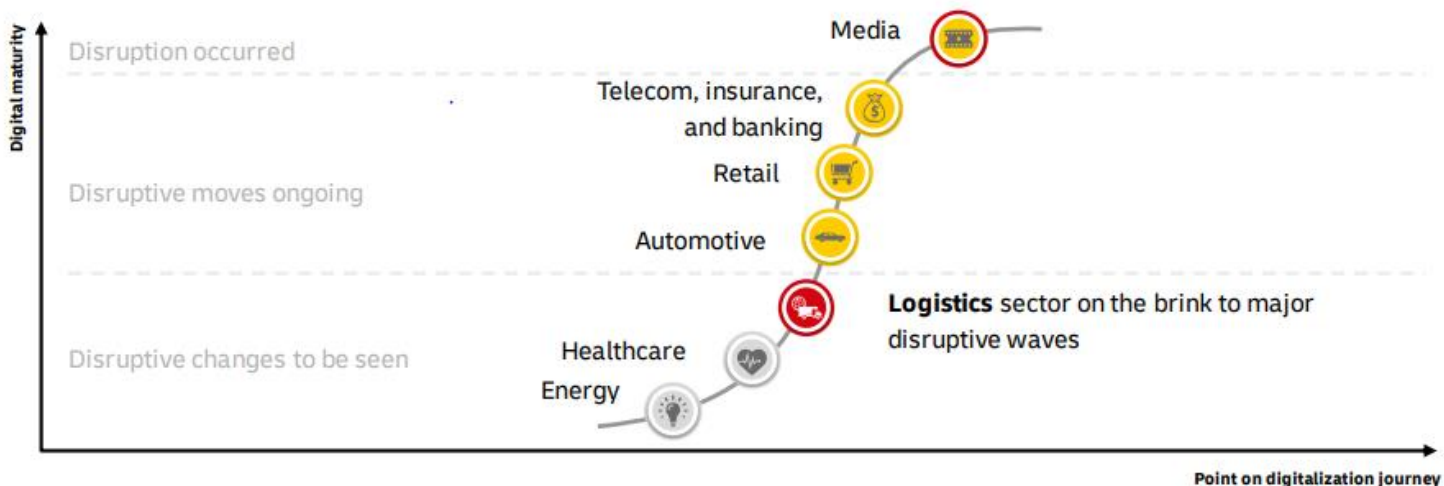 Digital maturity
Disruption occurred
Media
Telecom, insurance,
and banking
Retail
Disruptive moves ongoing
Automotive
Logistics sector on the brink to major
disruptive waves
Disruptive changes to be seen
Healthcare
Energy
Point on digitalization journey